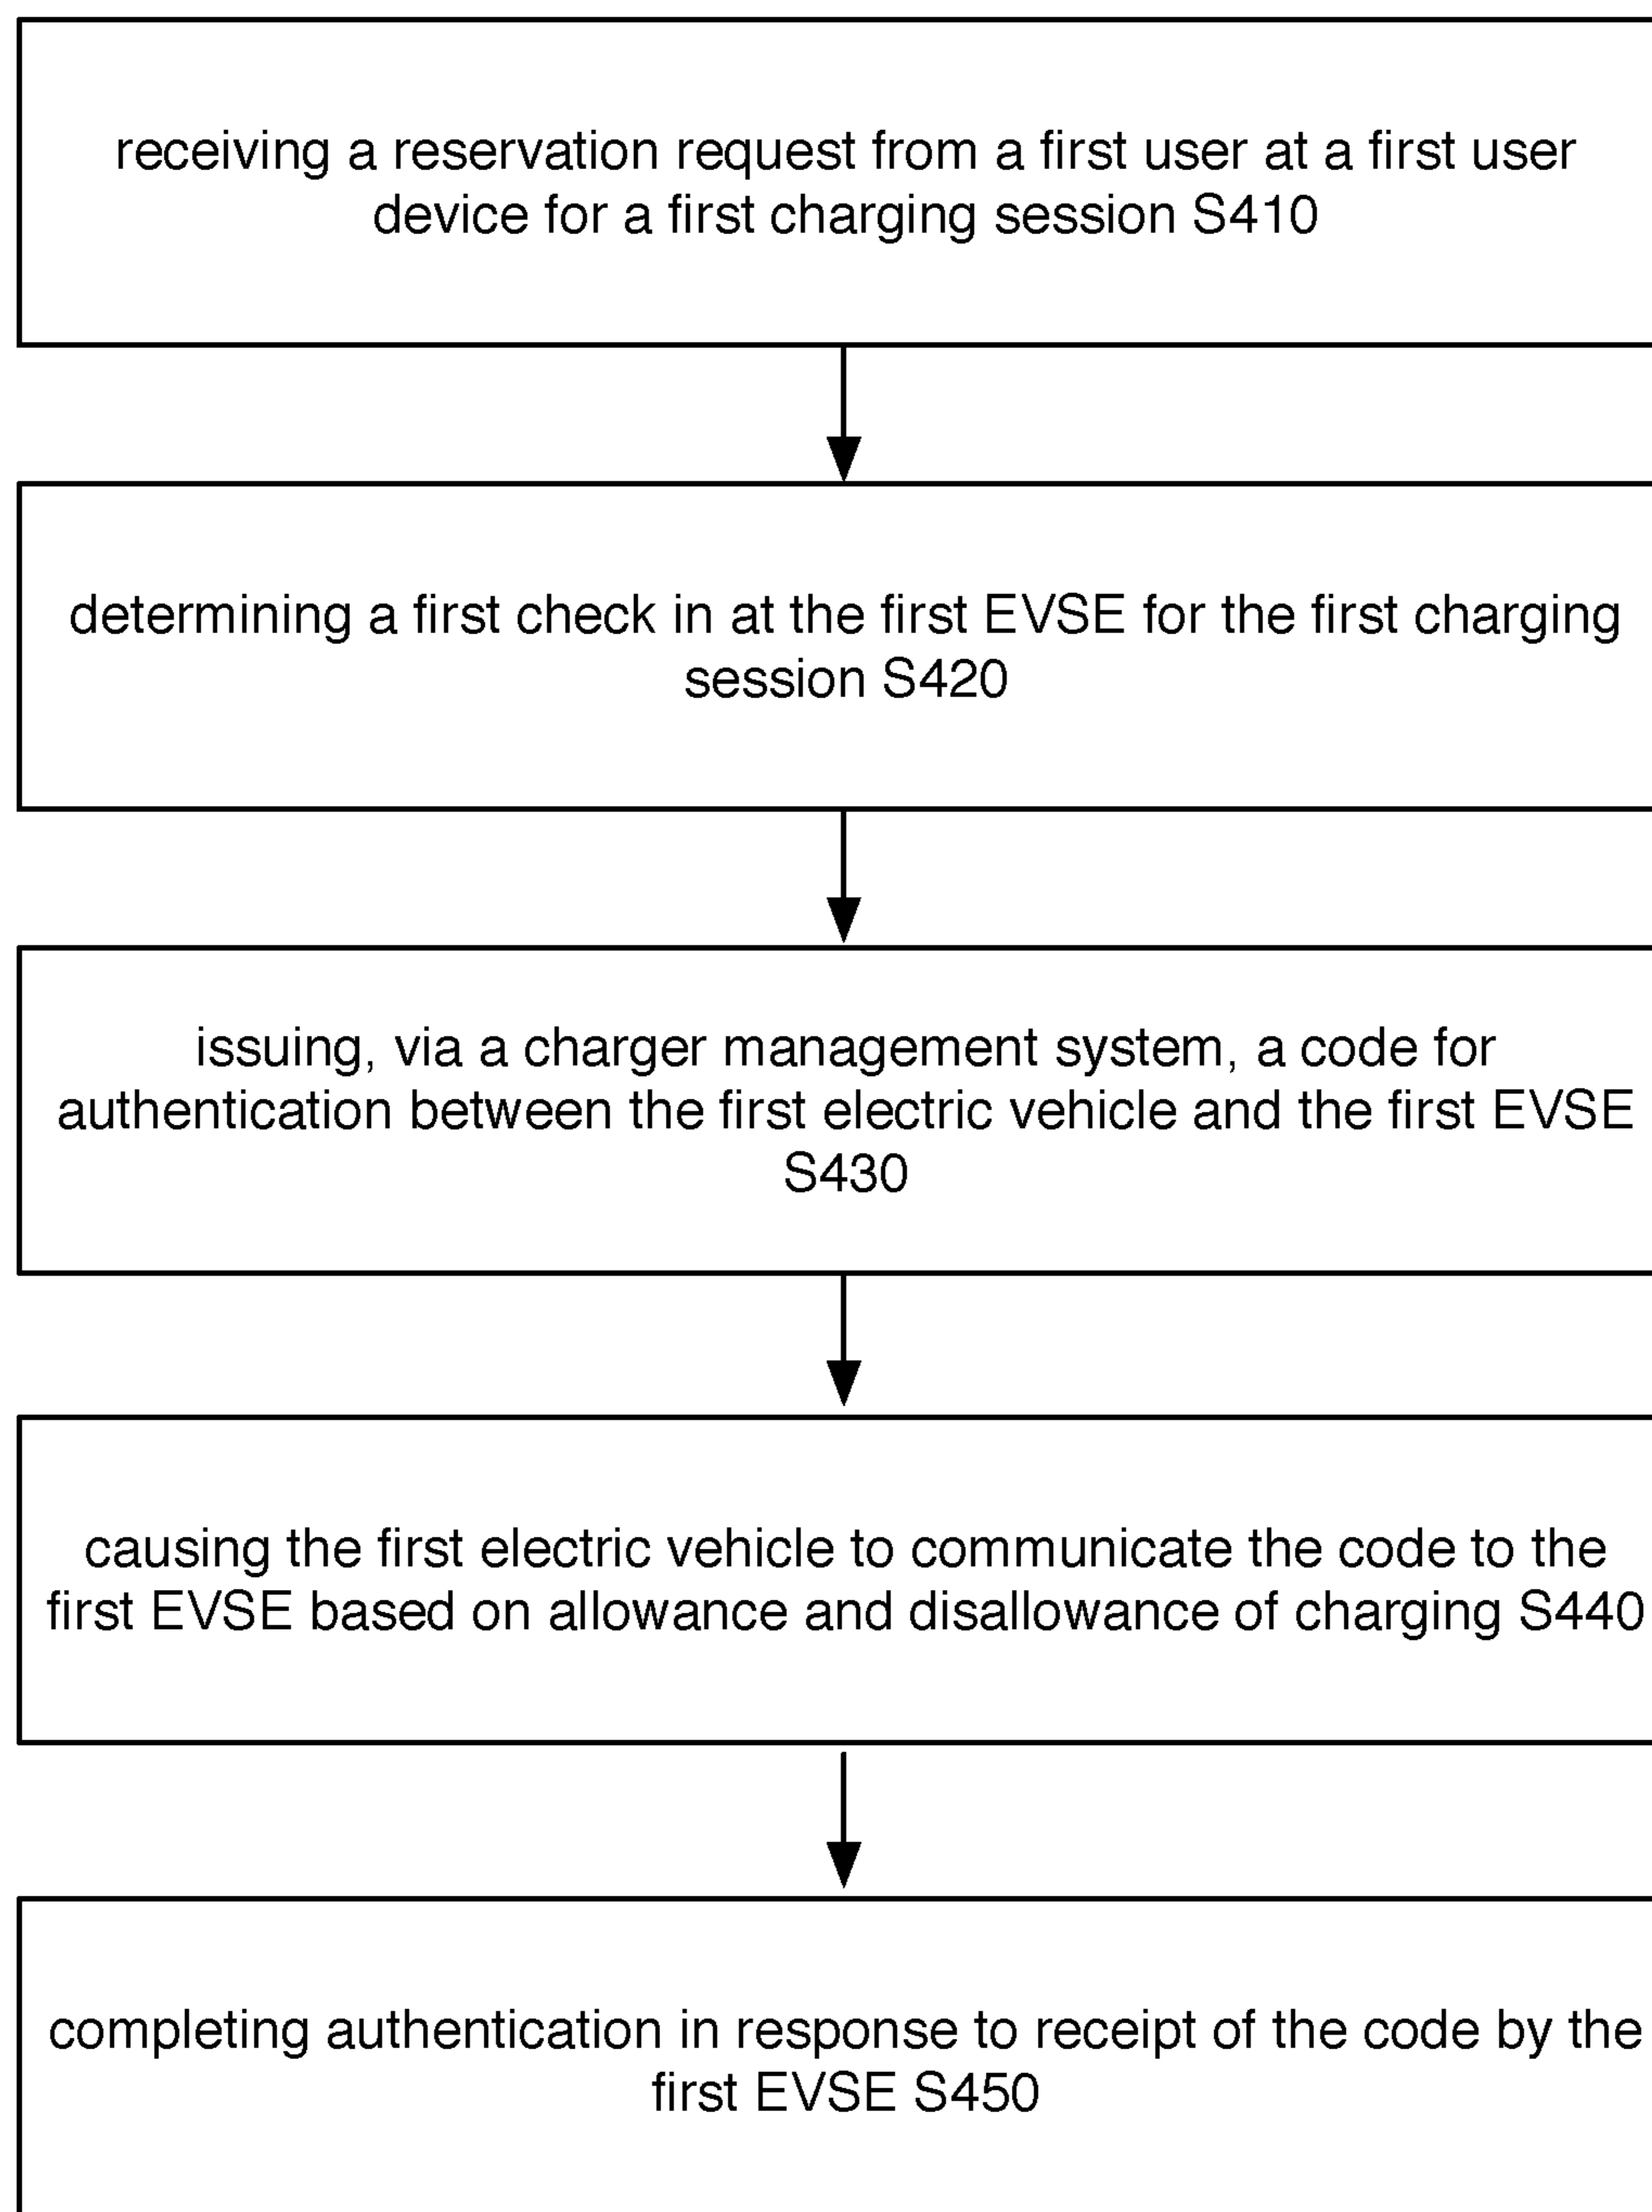 receiving a reservation request from a first user at a first user
device for a first charging session S410
determining a first check in at the first EVSE for the first charging
session S420
issuing, via a charger management system, a code for
authentication between the first electric vehicle and the first EVSE
S430
causing the first electric vehicle to communicate the code to the
first EVSE based on allowance and disallowance of charging S440
completing authentication in response to receipt of the code by the
first EVSE S450